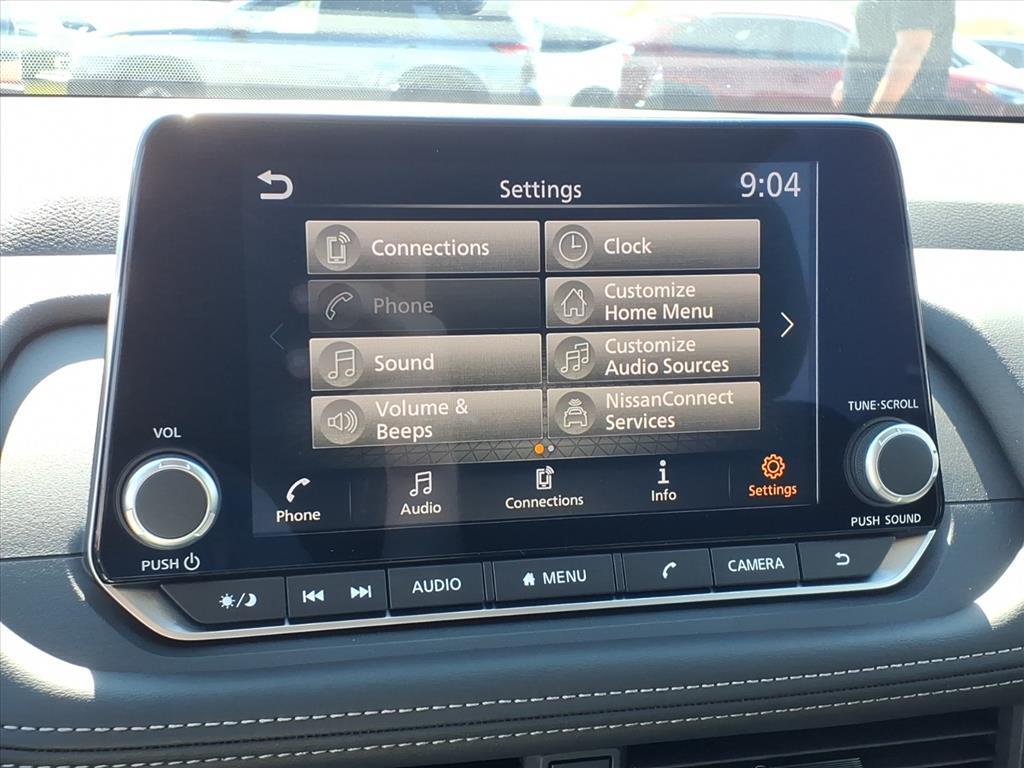 Settings
9:04
Connections
Clock
Phone
Customize
Home Menu
Sound
Customize
Audio Sources
Volume &
Beeps
NissanConnect
Services
Phone
Audio
Connections
Info
Settings
VOL
PUSH
TUNE·SCROLL
PUSH SOUND
AUDIO
MENU
CAMERA